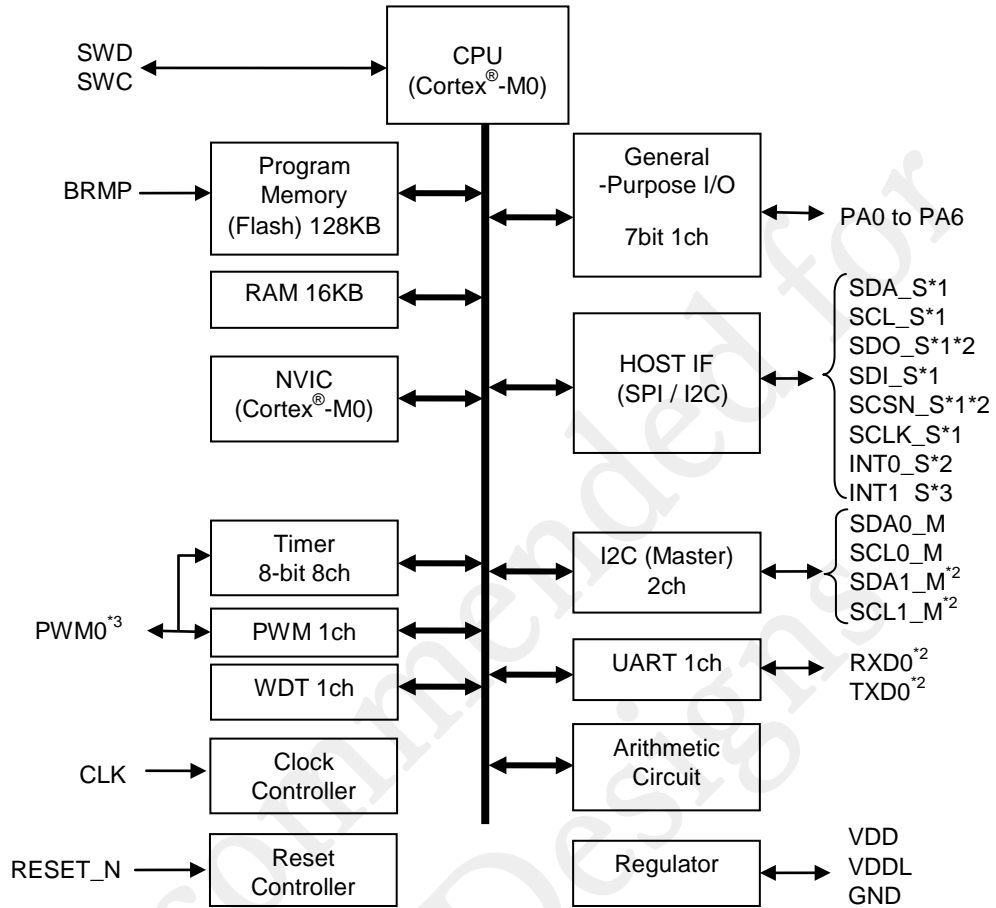 SWD
SWC
CPU
(Cortex®-M0)
BRMP
Program
Memory
(Flash) 128KB
General
-Purpose I/O
7bit 1ch
PA0 to PA6
RAM 16KB
NVIC
(Cortex®-M0)
HOST IF
(SPI / I2C)
SDA_S*1
SCL_S*1
SDO_S*1*2
SDI_S*1
SCSN_S*1*2
SCLK_S*1
INT0_S*2
INT1 S*3
Timer
8-bit 8ch
PWM0*3
PWM 1ch
WDT 1ch
I2C (Master)
2ch
SDA0_M
SCL0_M
SDA1_M*2
SCL1_M*2
UART 1ch
RXD0*2
TXD0*2
CLK
Clock
Controller
Arithmetic
Circuit
RESET_N
Reset
Controller
Regulator
VDD
VDDL
GND
ommended for
Designs